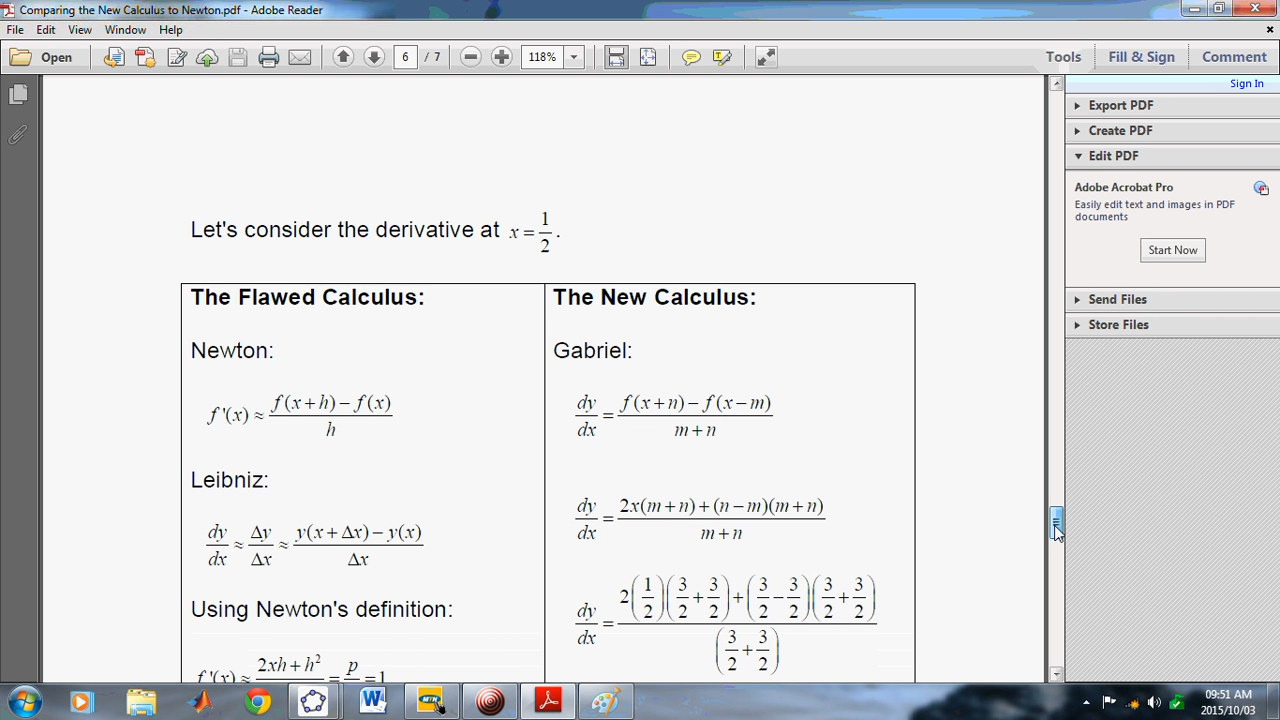 Comparing the New Calculus to Newton.pdf - Adobe Reader
File Edit View Window Help
Open 6 / 7 118% Tools Fill & Sign Comment
Sign In
Export PDF
Create PDF
Edit PDF
Adobe Acrobat Pro
Easily edit text and images in PDF
documents
Start Now
Send Files
Store Files
Let's consider the derivative at x = 1/2 .
The Flawed Calculus:
Newton:
f'(x) ≈ (f(x+h) − f(x)) / h
Leibniz:
dy/dx ≈ Δy/Δx ≈ (y(x+Δx) − y(x)) / Δx
Using Newton's definition:
f'(x) ≈ (2xh + h²) = p = 1
The New Calculus:
Gabriel:
dy/dx = (f(x+n) − f(x−m)) / (m+n)
dy/dx = (2x(m+n) + (n−m)(m+n)) / (m+n)
dy/dx = (2(1/2)(3/2 + 3/2) + (3/2 − 3/2)(3/2 + 3/2)) / (3/2 + 3/2)
09:51 AM
2015/10/03